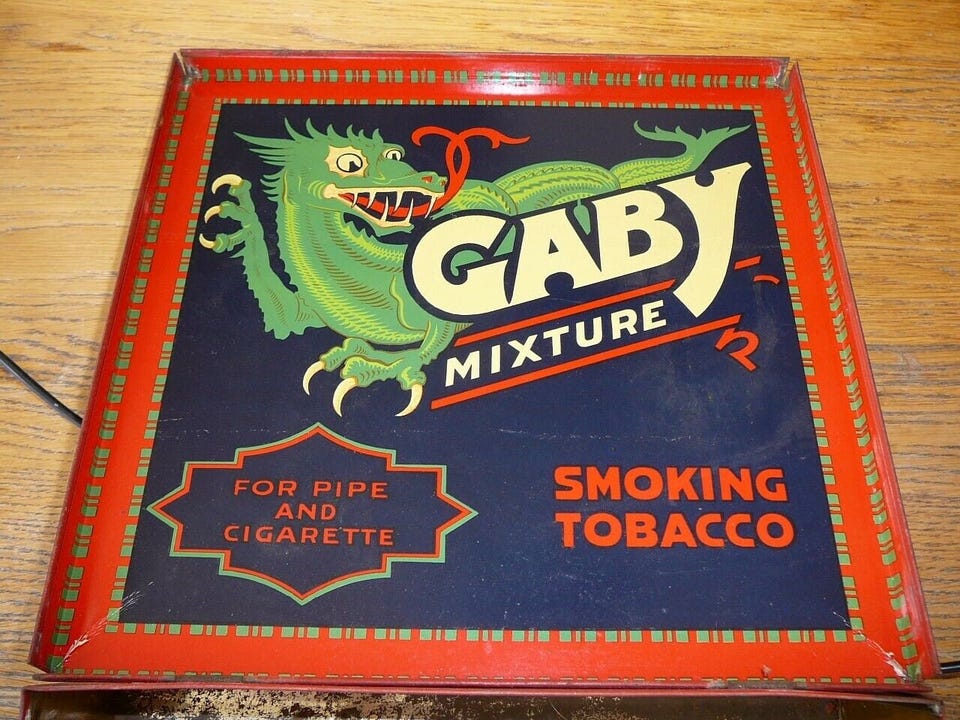 GABY
MIXTURE
FOR PIPE
AND
CIGARETTE
SMOKING
TOBACCO